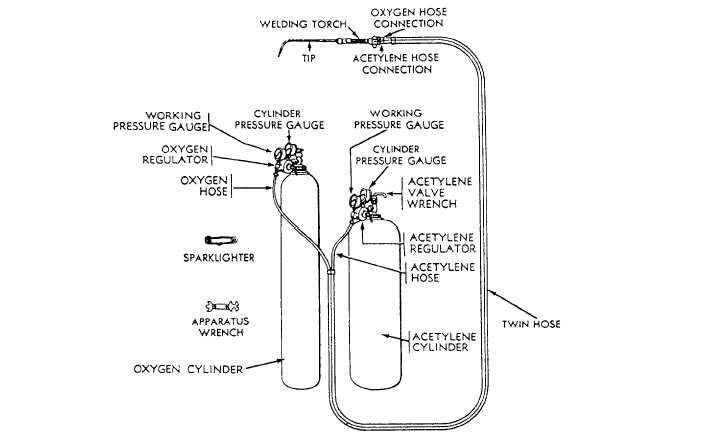 OXYGEN HOSE
CONNECTION
WELDING TORCH
TIP
ACETYLENE HOSE
CONNECTION
WORKING
PRESSURE GAUGE
CYLINDER
PRESSURE GAUGE
WORKING
PRESSURE GAUGE
OXYGEN
REGULATOR
CYLINDER
PRESSURE GAUGE
OXYGEN
HOSE
ACETYLENE
VALVE
WRENCH
ACETYLENE
REGULATOR
SPARKLIGHTER
ACETYLENE
HOSE
APPARATUS
WRENCH
TWIN HOSE
ACETYLENE
CYLINDER
OXYGEN CYLINDER